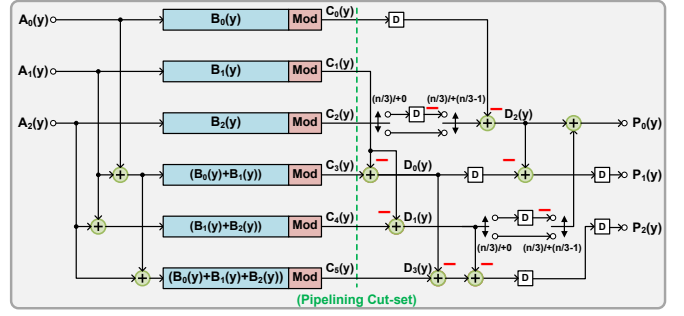 A0(y) B0(y) Mod C0(y) D
A1(y) B1(y) Mod C1(y)
(n/3)/+0 D (n/3)/+(n/3-1)
A2(y) B2(y) Mod C2(y) D2(y) P0(y)
(B0(y)+B1(y)) Mod C3(y) D0(y) D D P1(y)
(B1(y)+B2(y)) Mod C4(y) D1(y) D D P2(y)
(n/3)/+0 (n/3)/+(n/3-1)
(B0(y)+B1(y)+B2(y)) Mod C5(y) D3(y) D
(Pipelining Cut-set)